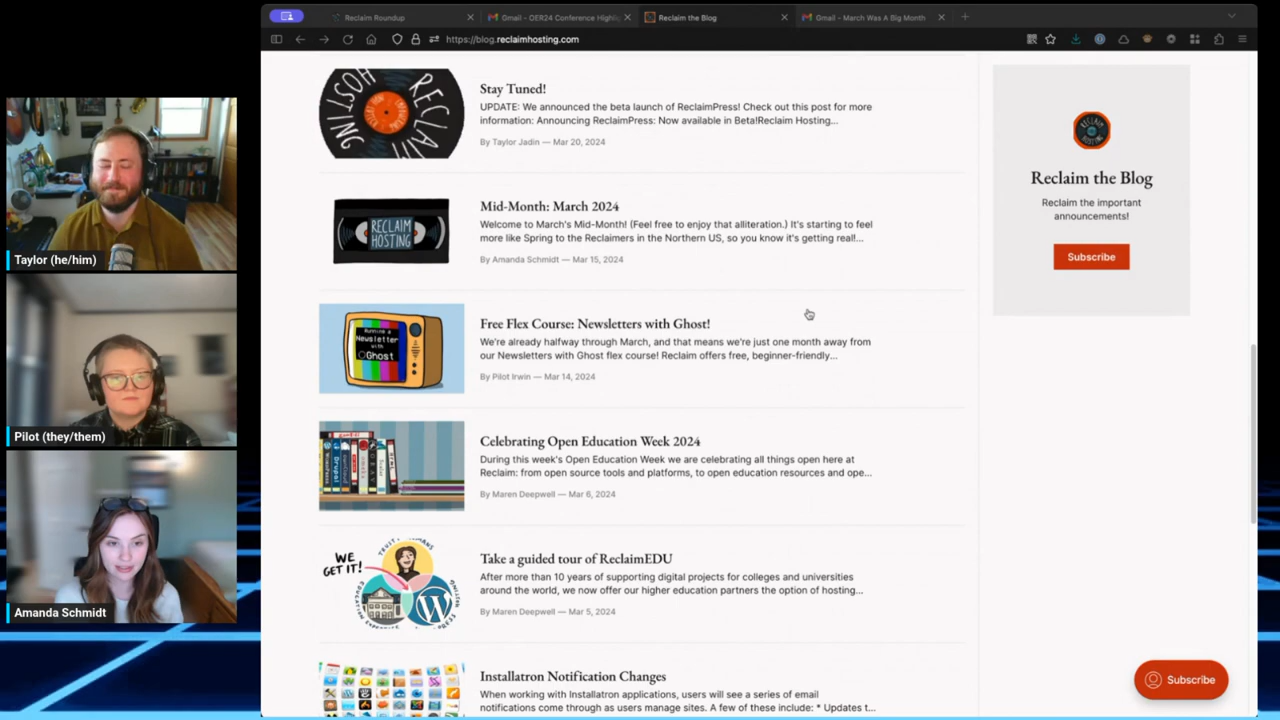 Reclaim Roundup
Gmail - OER24 Conference Highli
Reclaim the Blog
Gmail - March Was A Big Month
https://blog.reclaimhosting.com
RECLAIM HOSTING
Stay Tuned!
UPDATE: We announced the beta launch of ReclaimPress! Check out this post for more
information: Announcing ReclaimPress: Now available in Beta!Reclaim Hosting...
By Taylor Jadin — Mar 20, 2024
Reclaim the Blog
Reclaim the important
announcements!
Subscribe
RECLAIM
HOSTING
Mid-Month: March 2024
Welcome to March's Mid-Month! (Feel free to enjoy that alliteration.) It's starting to feel
more like Spring to the Reclaimers in the Northern US, so you know it's getting real!...
By Amanda Schmidt — Mar 15, 2024
Taylor (he/him)
Running a
Newsletter
with
Ghost
Free Flex Course: Newsletters with Ghost!
We're already halfway through March, and that means we're just one month away from
our Newsletters with Ghost flex course! Reclaim offers free, beginner-friendly...
By Pilot Irwin — Mar 14, 2024
Pilot (they/them)
Drupal
Celebrating Open Education Week 2024
During this week's Open Education Week we are celebrating all things open here at
Reclaim: from open source tools and platforms, to open education resources and ope...
By Maren Deepwell — Mar 6, 2024
WE
GET IT!
Take a guided tour of ReclaimEDU
After more than 10 years of supporting digital projects for colleges and universities
around the world, we now offer our higher education partners the option of hosting...
By Maren Deepwell — Mar 5, 2024
Amanda Schmidt
Installatron Notification Changes
When working with Installatron applications, users will see a series of email
notifications come through as users manage sites. A few of these include: * Updates t...
Subscribe